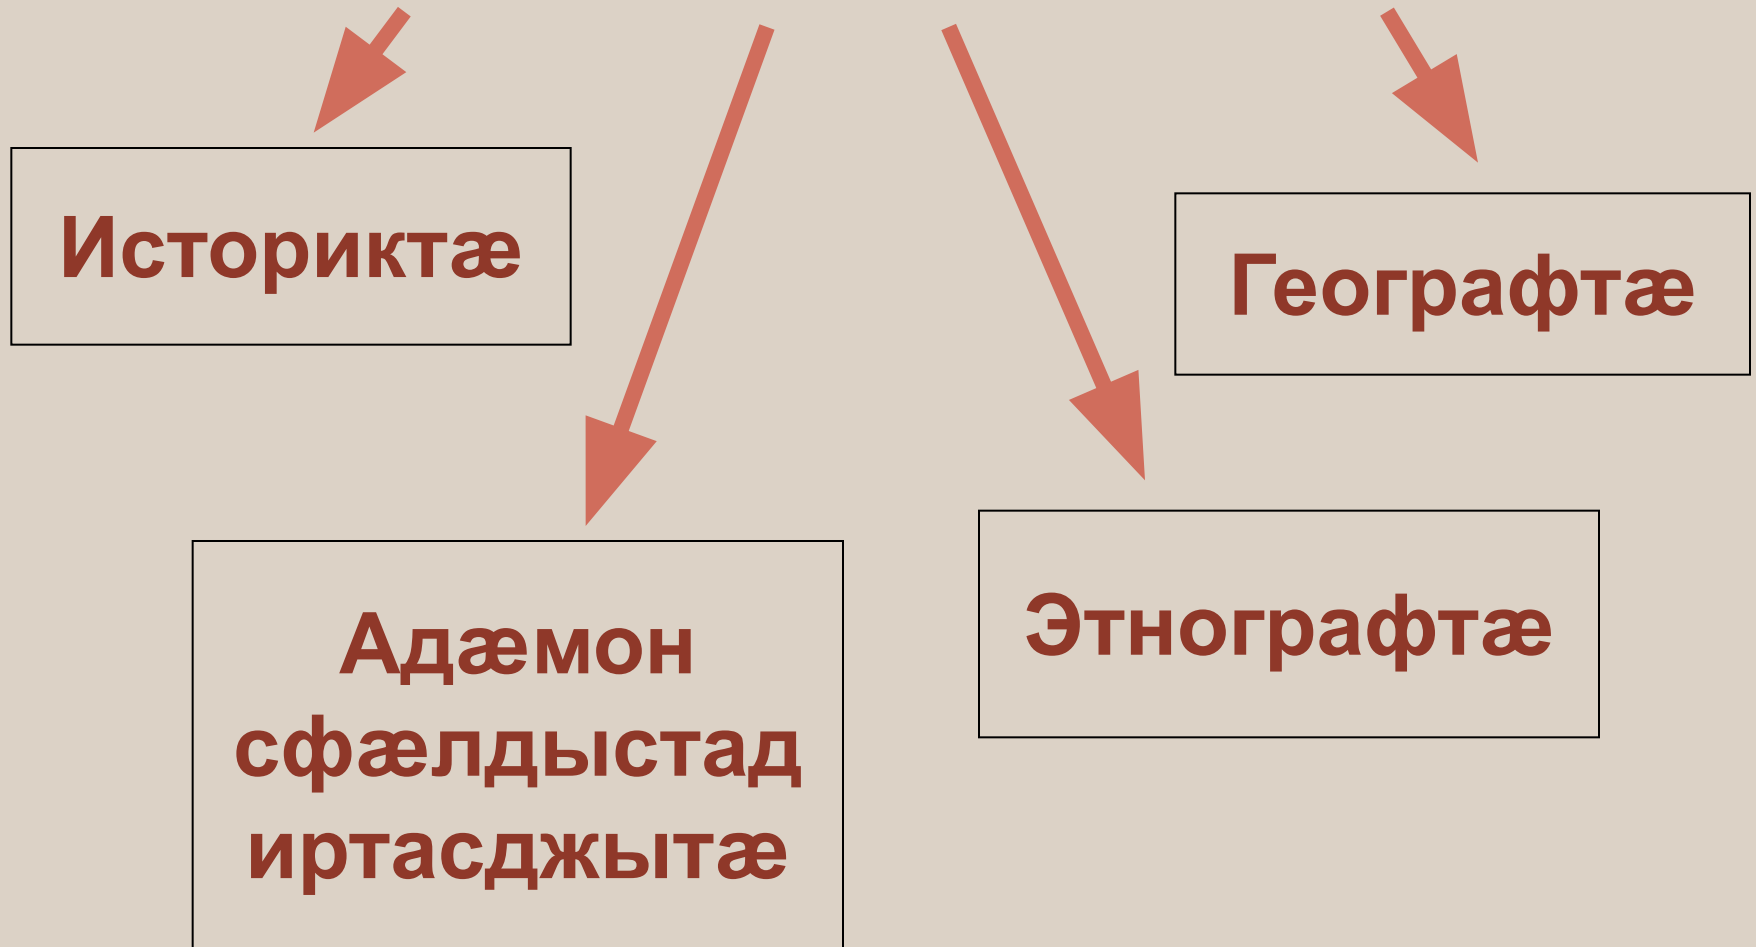 Историктæ
Географтæ
Адæмон
сфæлдыстад
иртасджытæ
Этнографтæ